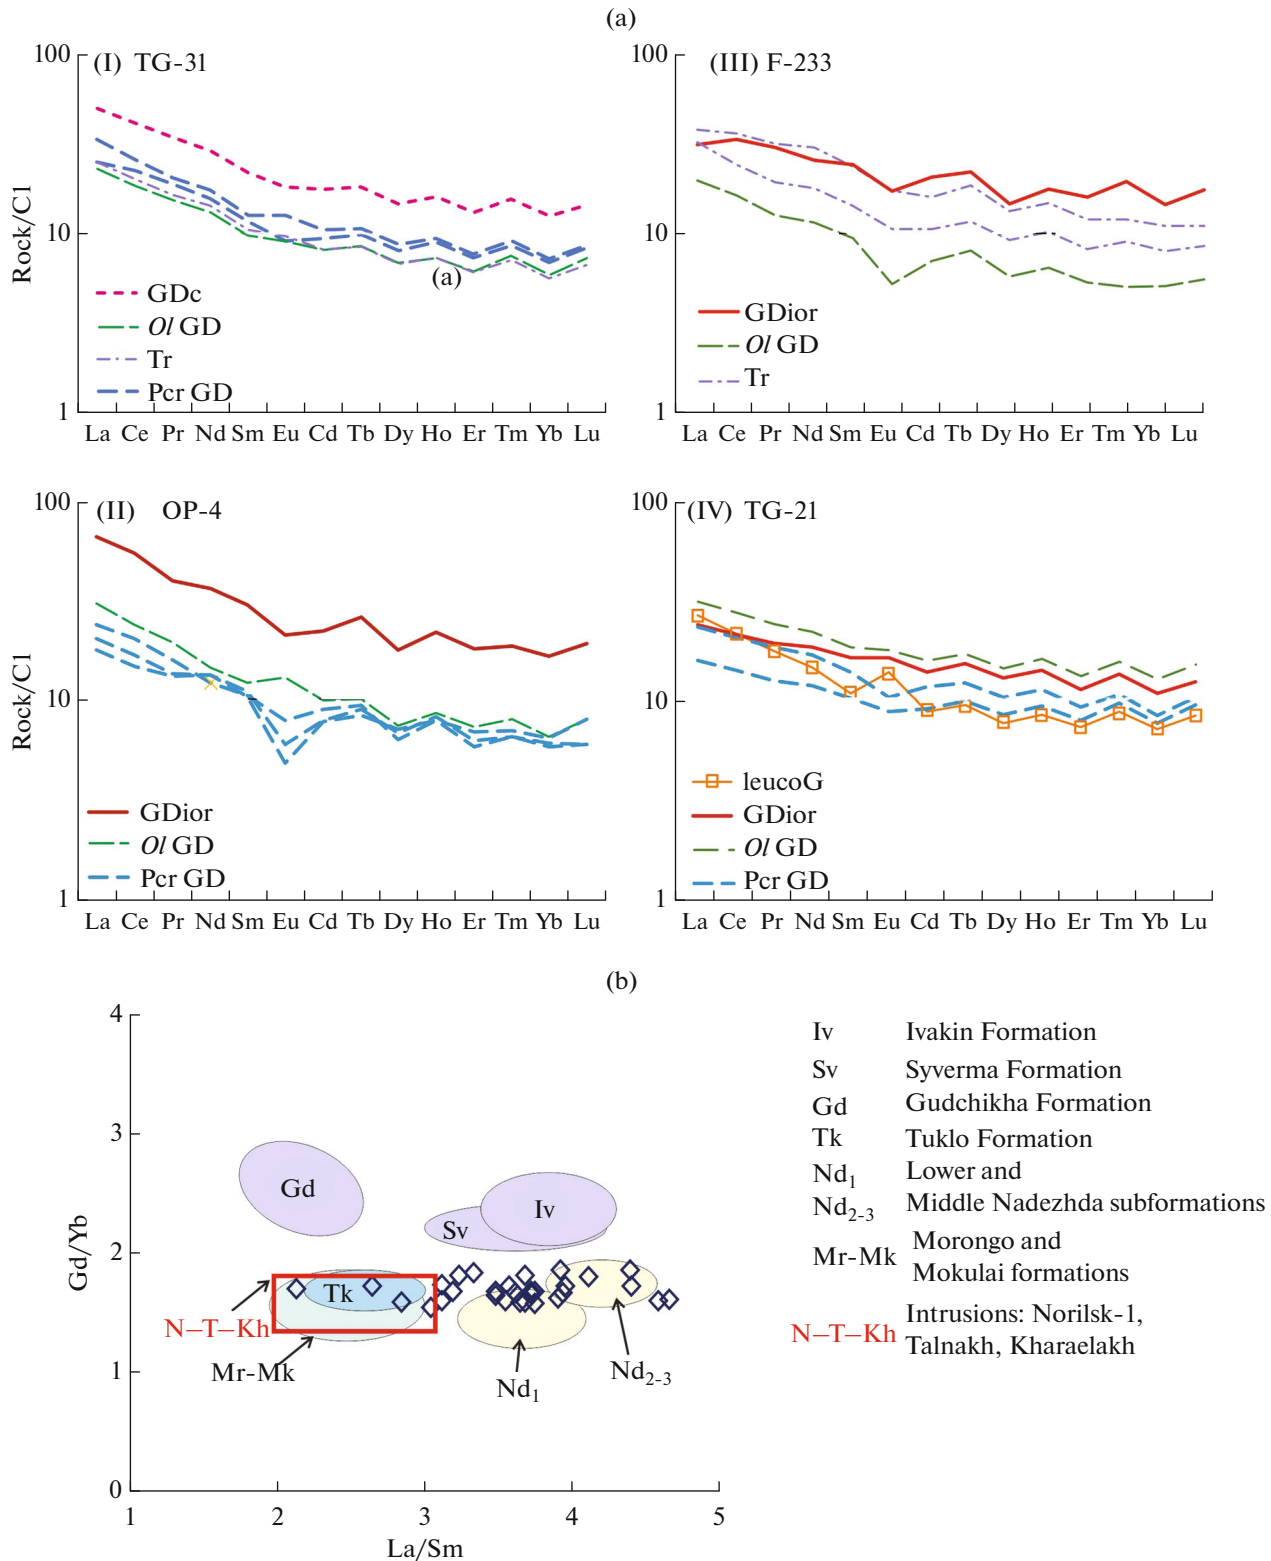 (a)
(I) TG-31
100
10
1
Rock/C1
(a)
GDc
Ol GD
Tr
Pcr GD
La Ce Pr Nd Sm Eu Cd Tb Dy Ho Er Tm Yb Lu
(III) F-233
100
10
1
GDior
Ol GD
Tr
La Ce Pr Nd Sm Eu Cd Tb Dy Ho Er Tm Yb Lu
(II) OP-4
100
10
1
Rock/C1
GDior
Ol GD
Pcr GD
La Ce Pr Nd Sm Eu Cd Tb Dy Ho Er Tm Yb Lu
(IV) TG-21
100
10
1
leucoG
GDior
Ol GD
Pcr GD
La Ce Pr Nd Sm Eu Cd Tb Dy Ho Er Tm Yb Lu
(b)
4
3
2
1
0
Gd/Yb
Gd
Iv
Sv
Tk
N–T–Kh
Mr-Mk
Nd1
Nd2-3
1 2 3 4 5
La/Sm
Iv Ivakin Formation
Sv Syverma Formation
Gd Gudchikha Formation
Tk Tuklo Formation
Nd1 Lower and
Nd2-3 Middle Nadezhda subformations
Mr-Mk Morongo and
Mokulai formations
N–T–Kh Intrusions: Norilsk-1,
Talnakh, Kharaelakh